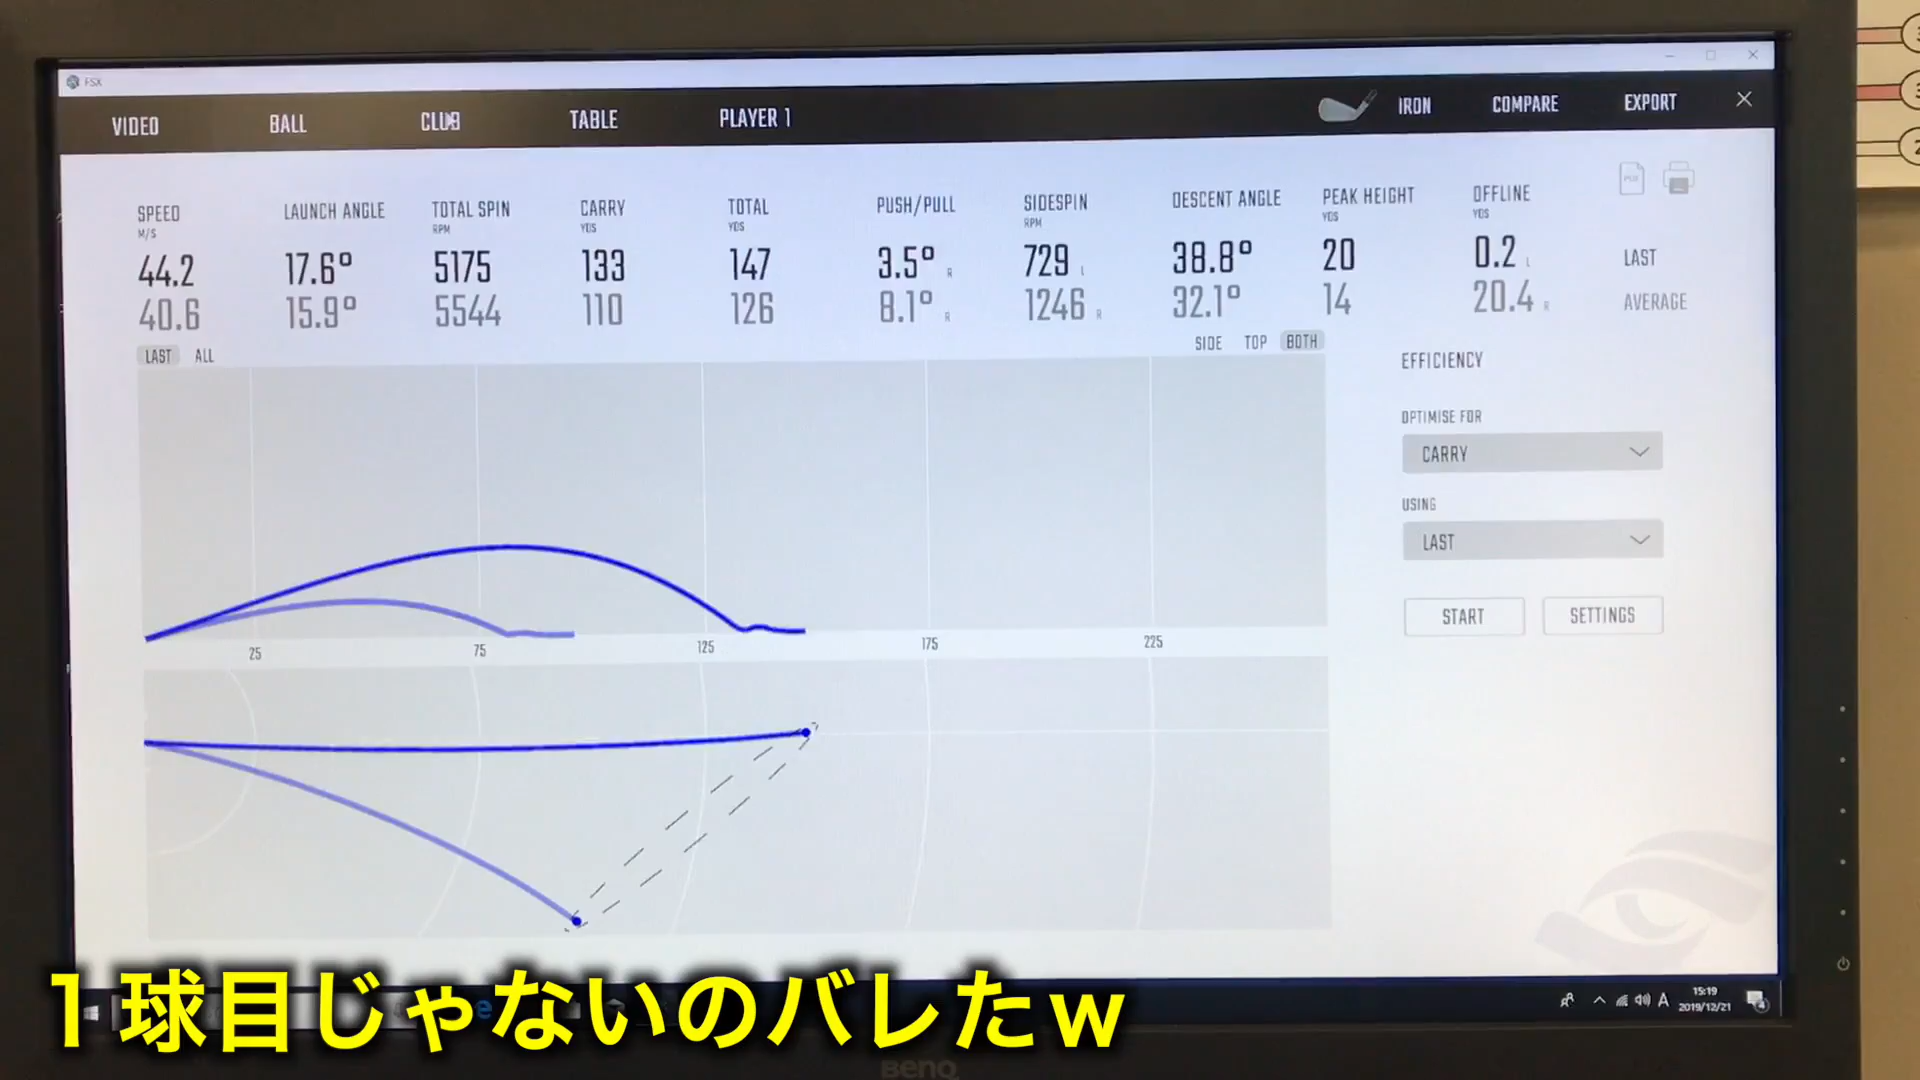 FSX
VIDEO BALL CLUB TABLE PLAYER 1 IRON COMPARE EXPORT
SPEED LAUNCH ANGLE TOTAL SPIN CARRY TOTAL PUSH/PULL SIDESPIN DESCENT ANGLE PEAK HEIGHT OFFLINE
M/S RPM YDS YDS RPM YDS YDS
44.2 17.6° 5175 133 147 3.5° R 729 L 38.8° 20 0.2 L LAST
40.6 15.9° 5544 110 126 8.1° R 1246 R 32.1° 14 20.4 R AVERAGE
LAST ALL SIDE TOP BOTH
EFFICIENCY
OPTIMISE FOR
CARRY
USING
LAST
START SETTINGS
25 75 125 175 225
15:19
2019/12/21
A
1球目じゃないのバレたw
BenQ